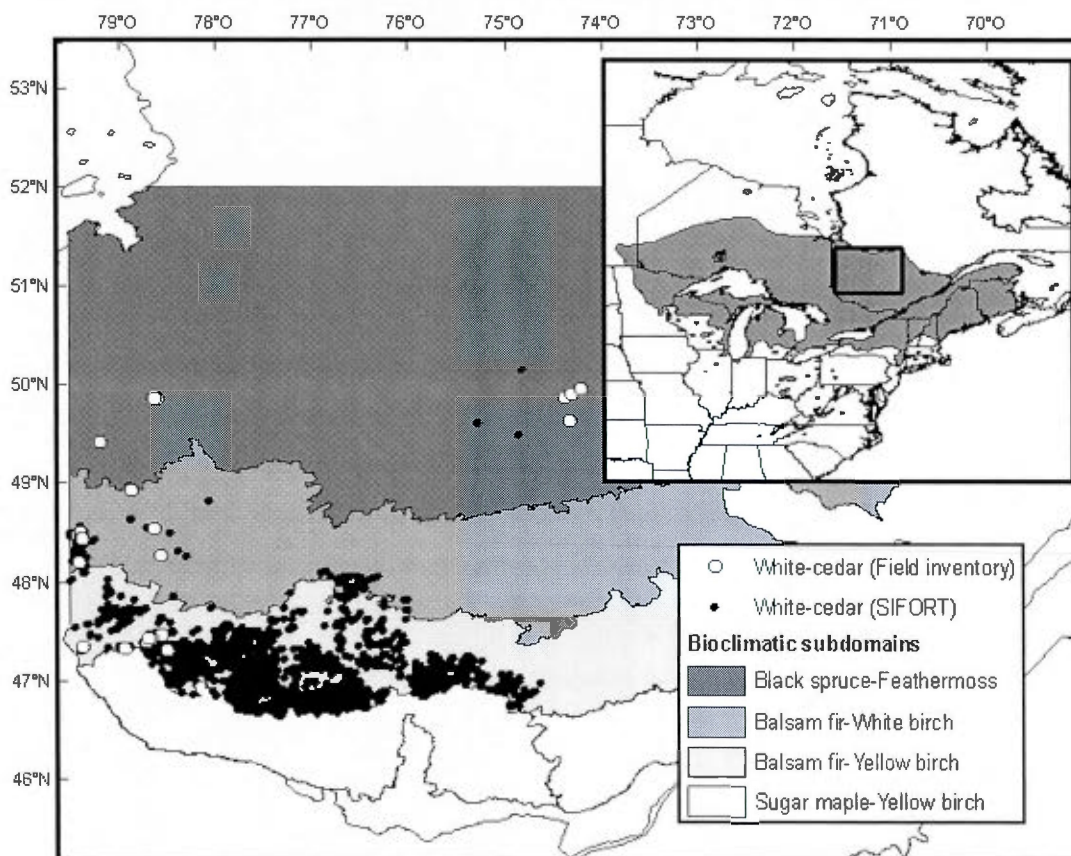 79°O 78°O 77°O 76°O 75°O 74°O 73°O 72°O 71°O 70°O
53°N
52°N
51°N
50°N
49°N
48°N
47°N
46°N
White-cedar (Field inventory)
White-cedar (SIFORT)
Bioclimatic subdomains
Black spruce-Feathermoss
Balsam fir-White birch
Balsam fir-Yellow birch
Sugar maple-Yellow birch